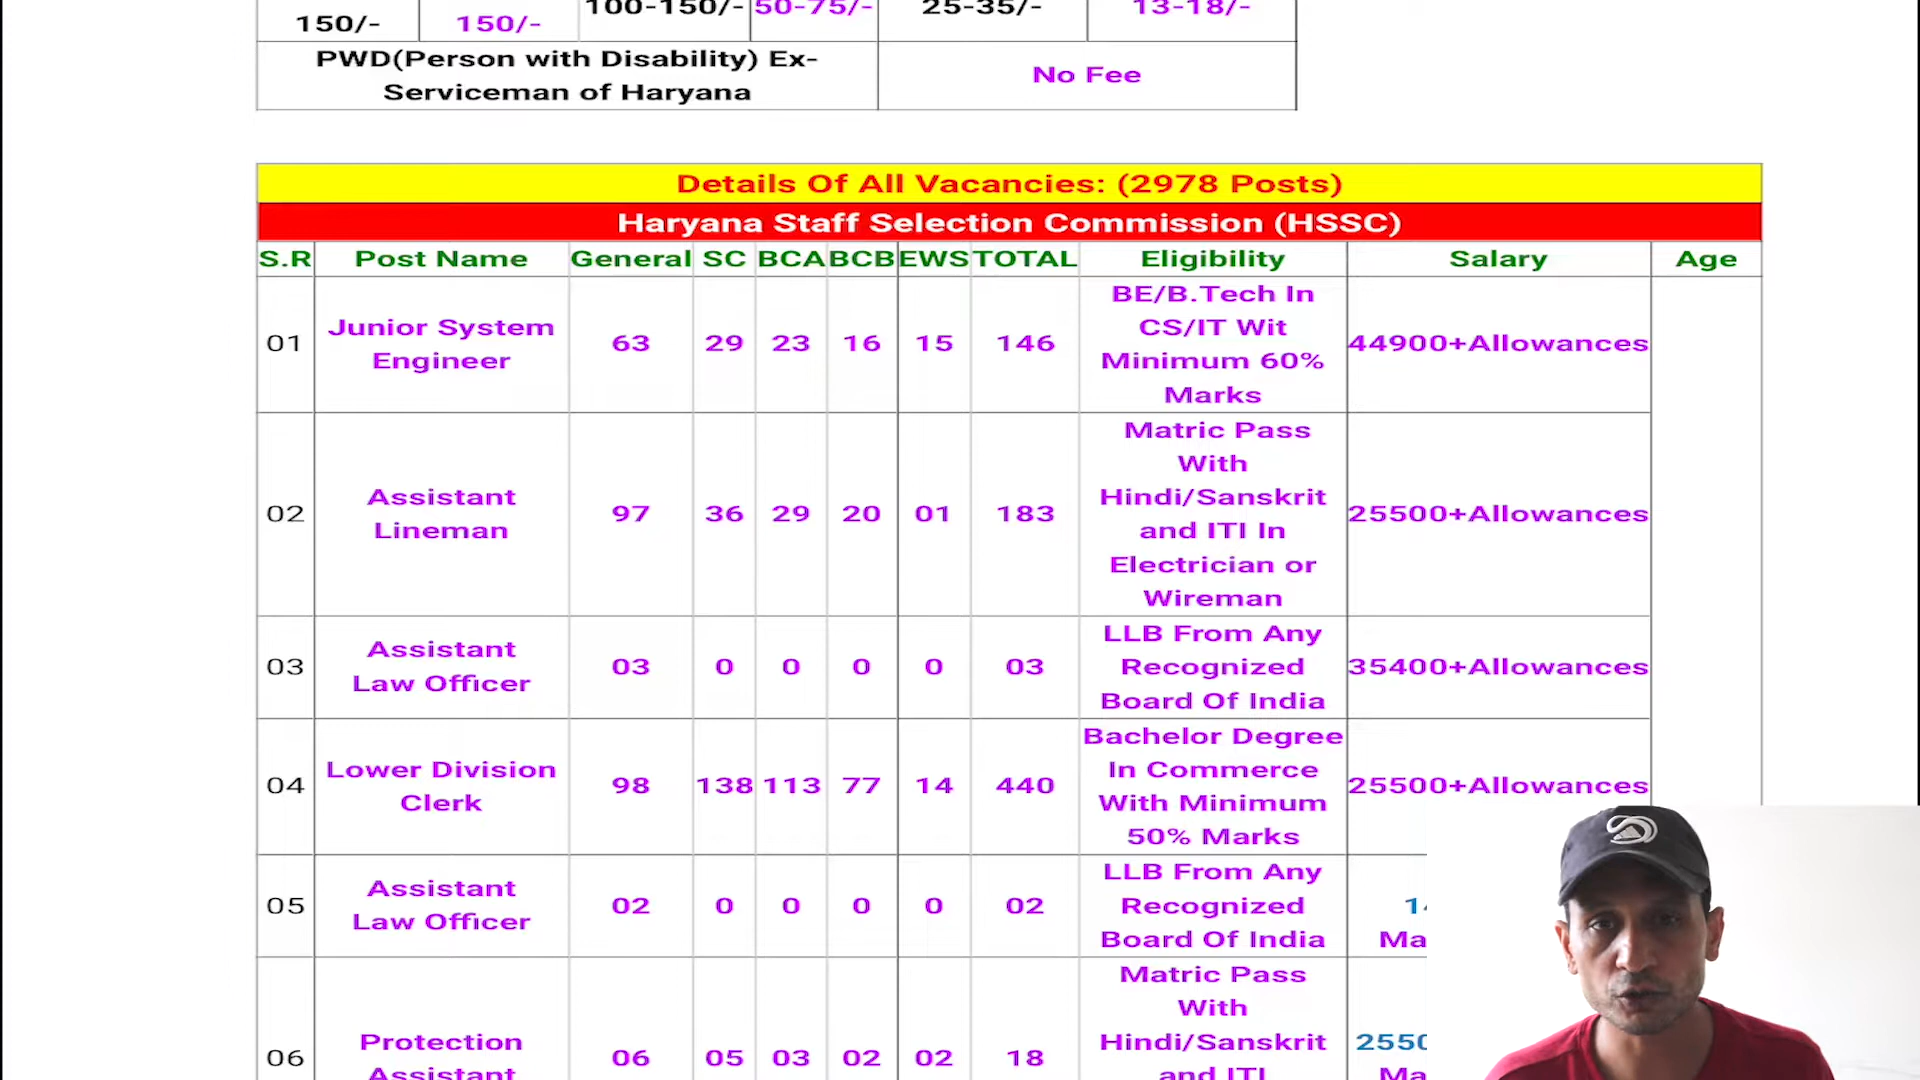 150/- 150/- 100-150/- 50-75/- 25-35/- 13-18/-
PWD(Person with Disability) Ex-
Serviceman of Haryana
No Fee
Details Of All Vacancies: (2978 Posts)
Haryana Staff Selection Commission (HSSC)
S.R Post Name General SC BCA BCB EWS TOTAL Eligibility Salary Age
01
Junior System
Engineer
63 29 23 16 15 146
BE/B.Tech In
CS/IT Wit
Minimum 60%
Marks
44900+Allowances
02
Assistant
Lineman
97 36 29 20 01 183
Matric Pass
With
Hindi/Sanskrit
and ITI In
Electrician or
Wireman
25500+Allowances
03
Assistant
Law Officer
03 0 0 0 0 03
LLB From Any
Recognized
Board Of India
35400+Allowances
04
Lower Division
Clerk
98 138 113 77 14 440
Bachelor Degree
In Commerce
With Minimum
50% Marks
25500+Allowances
05
Assistant
Law Officer
02 0 0 0 0 02
LLB From Any
Recognized
Board Of India
Ma
06
Protection
Assistant
06 05 03 02 02 18
Matric Pass
With
Hindi/Sanskrit
and ITI
2550
Ma